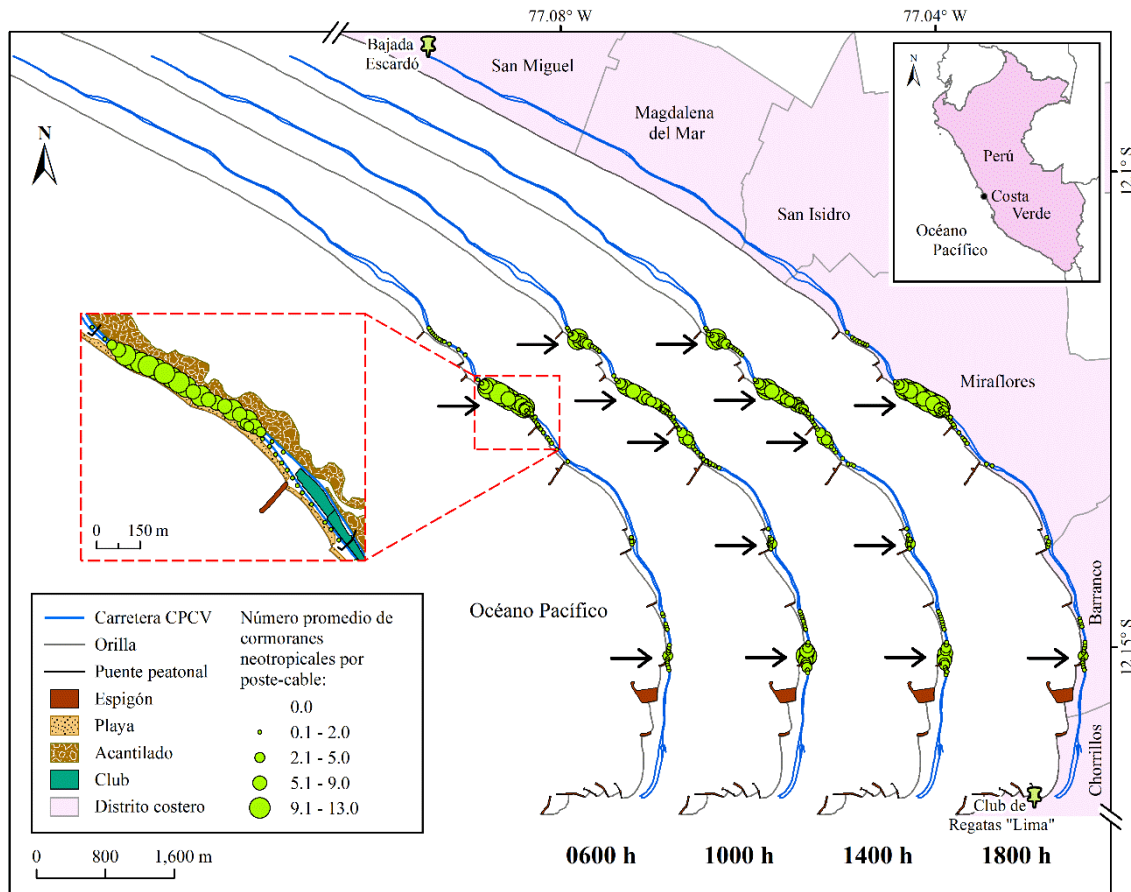 77.08° W
77.04° W
Bajada
Escardó
San Miguel
Magdalena
del Mar
San Isidro
Miraflores
Barranco
Chorrillos
12.1° S
12.15° S
N
N
Perú
Costa
Verde
Océano
Pacífico
0
150 m
Océano Pacífico
Carretera CPCV
Orilla
Puente peatonal
Espigón
Playa
Acantilado
Club
Distrito costero
Número promedio de
cormoranes
neotropicales por
poste-cable:
0.0
0.1 - 2.0
2.1 - 5.0
5.1 - 9.0
9.1 - 13.0
Club de
Regatas "Lima"
0
800
1,600 m
0600 h
1000 h
1400 h
1800 h